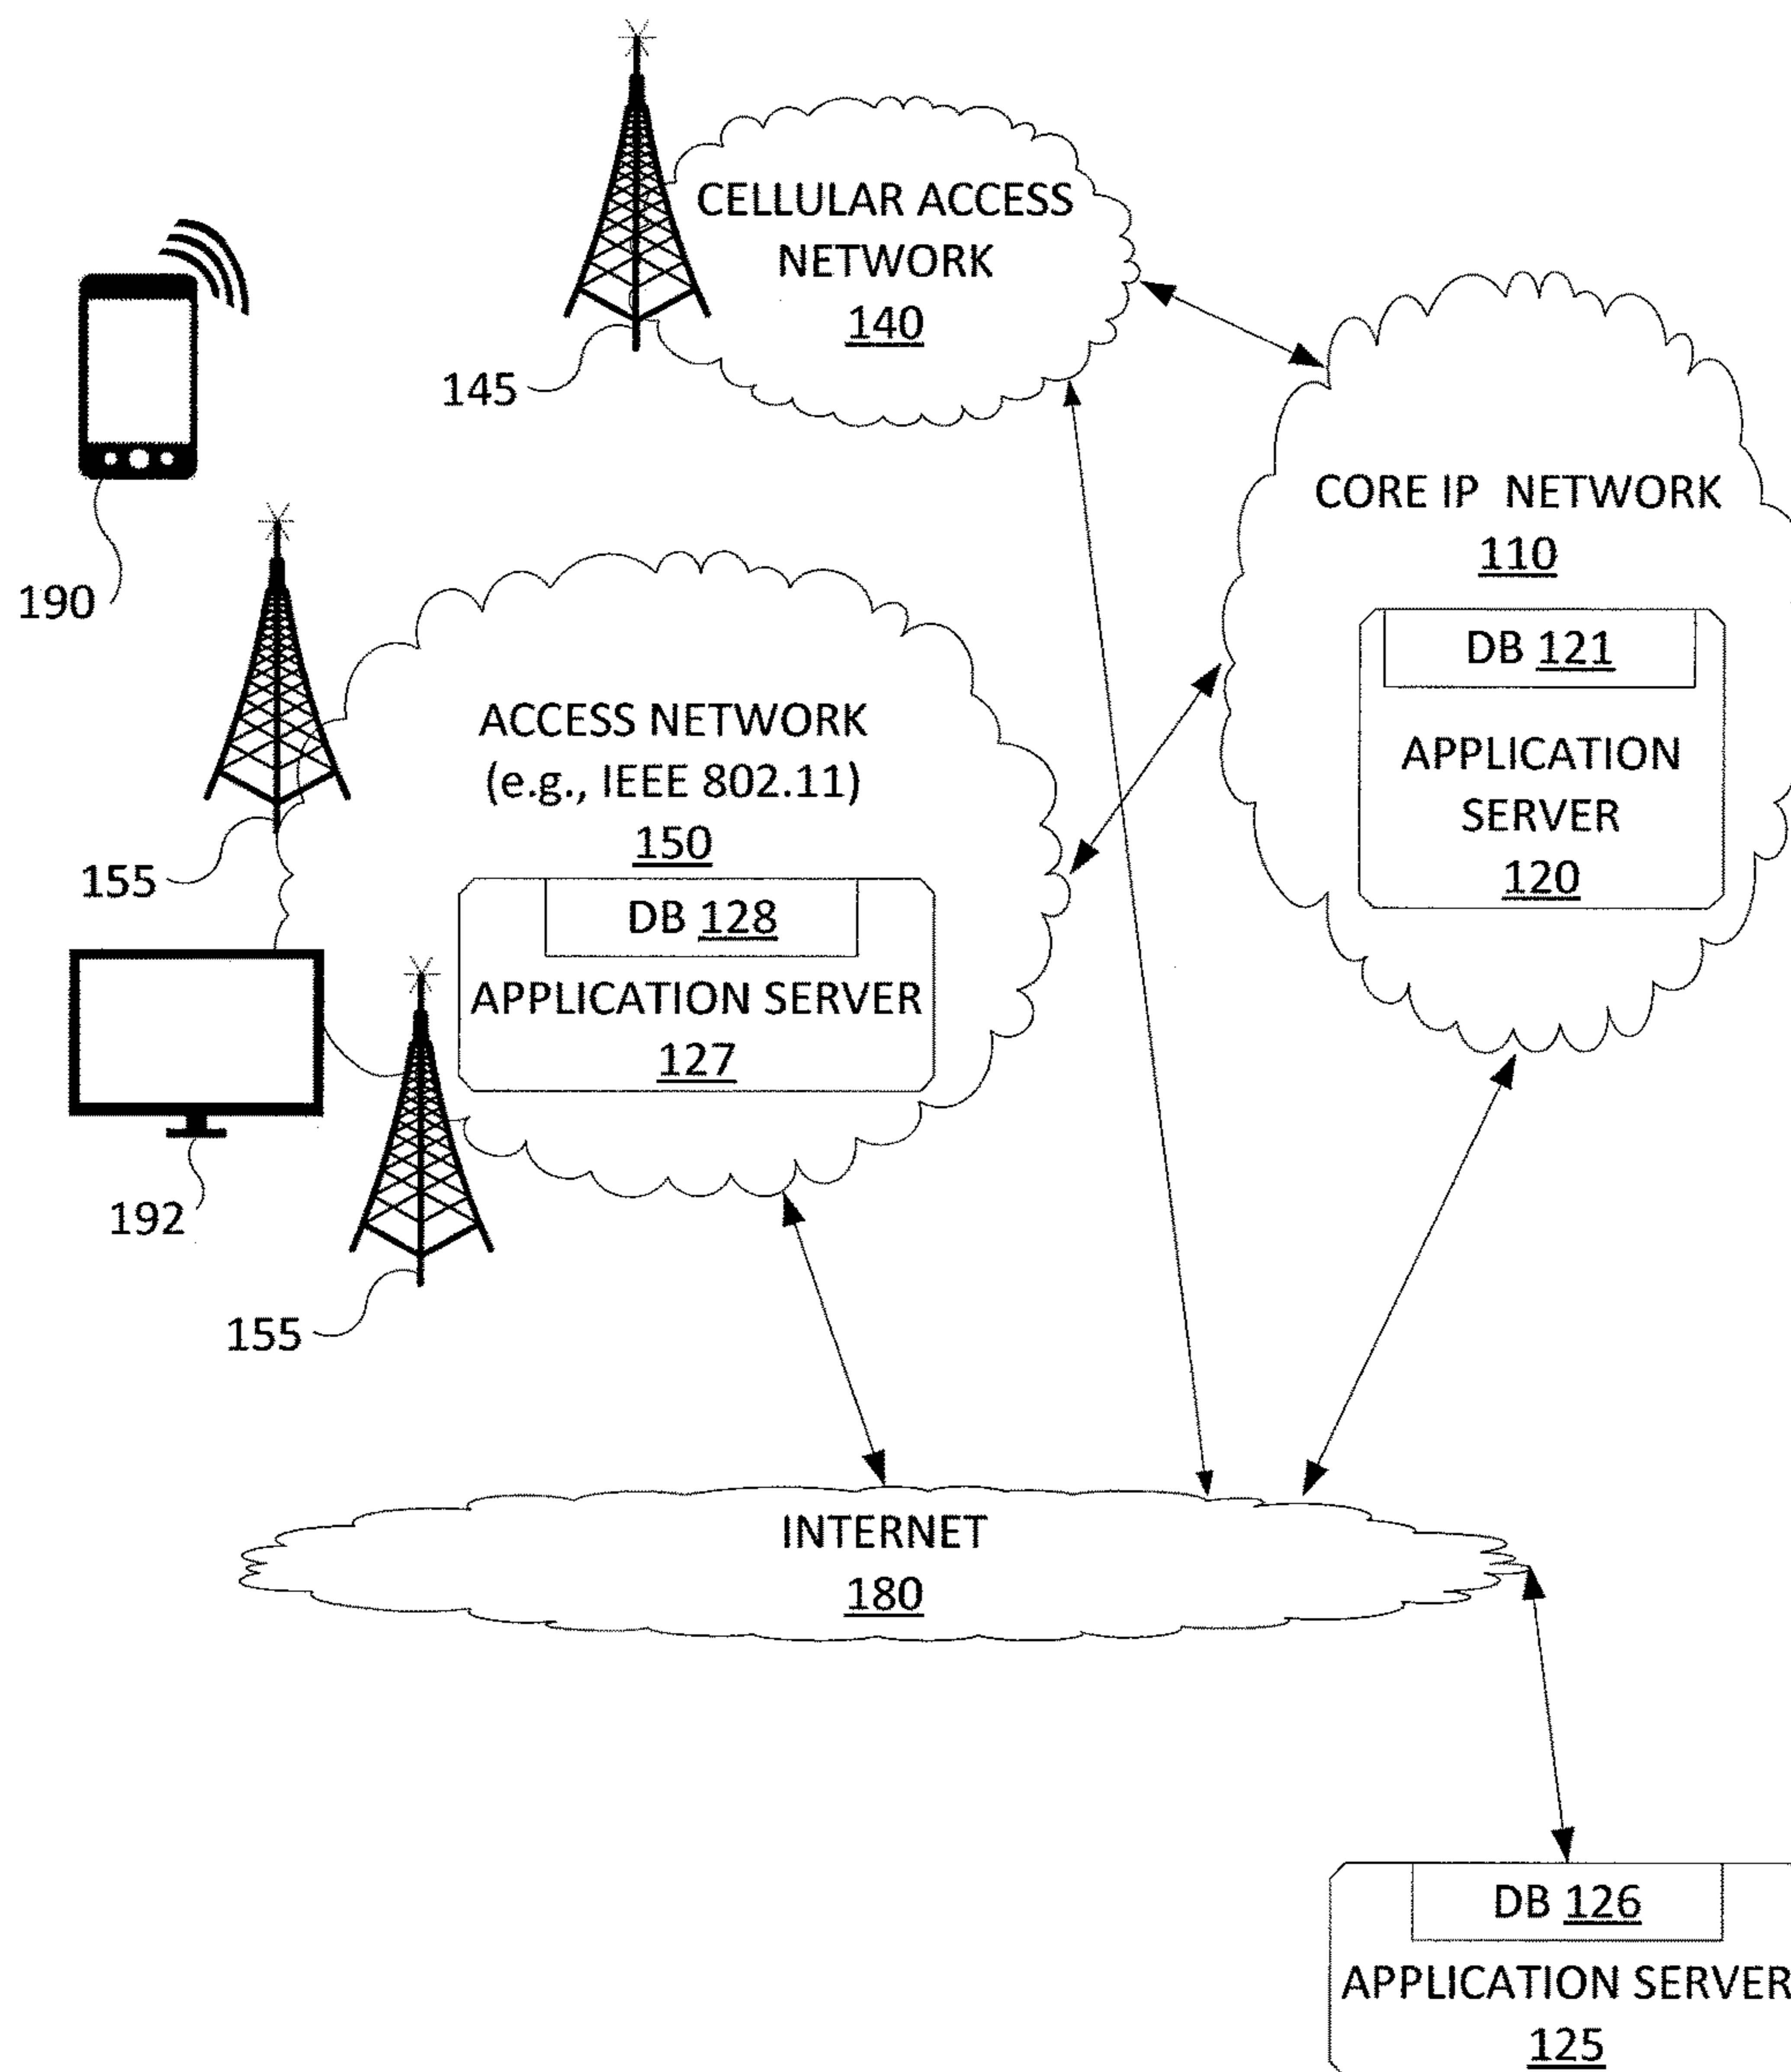 CELLULAR ACCESS
NETWORK
140
145
190
CORE IP NETWORK
110
DB 121
APPLICATION
SERVER
120
ACCESS NETWORK
(e.g., IEEE 802.11)
150
155
DB 128
APPLICATION SERVER
127
192
155
INTERNET
180
DB 126
APPLICATION SERVER
125